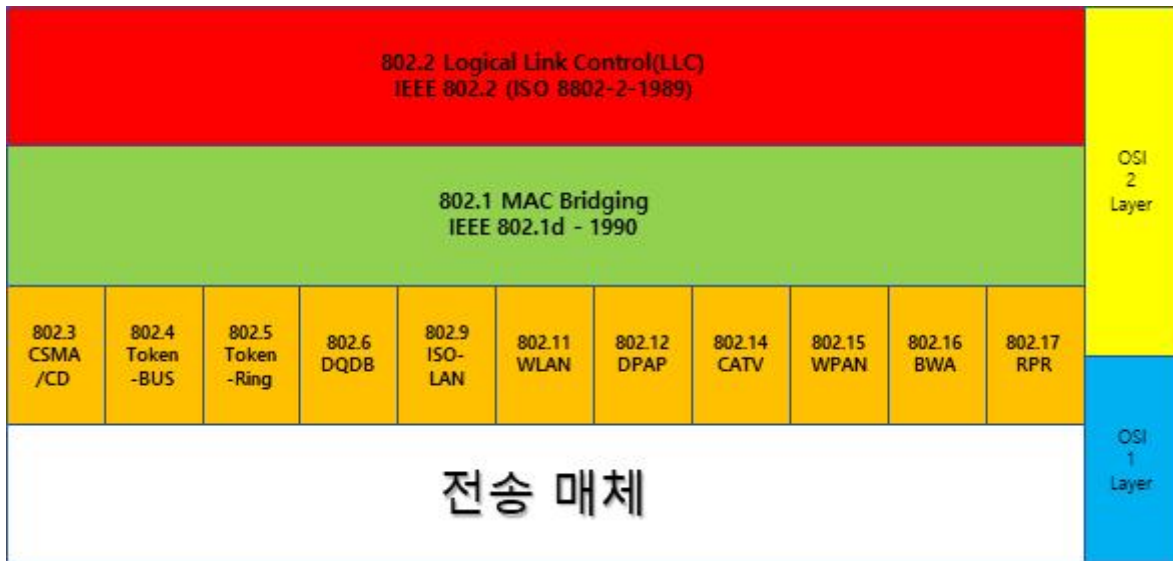 802.2 Logical Link Control(LLC)
IEEE 802.2 (ISO 8802-2-1989)
OSI
2
Layer
802.1 MAC Bridging
IEEE 802.1d - 1990
802.3
CSMA
/CD
802.4
Token
-BUS
802.5
Token
-Ring
802.6
DQDB
802.9
ISO-
LAN
802.11
WLAN
802.12
DPAP
802.14
CATV
802.15
WPAN
802.16
BWA
802.17
RPR
OSI
1
Layer
전송 매체